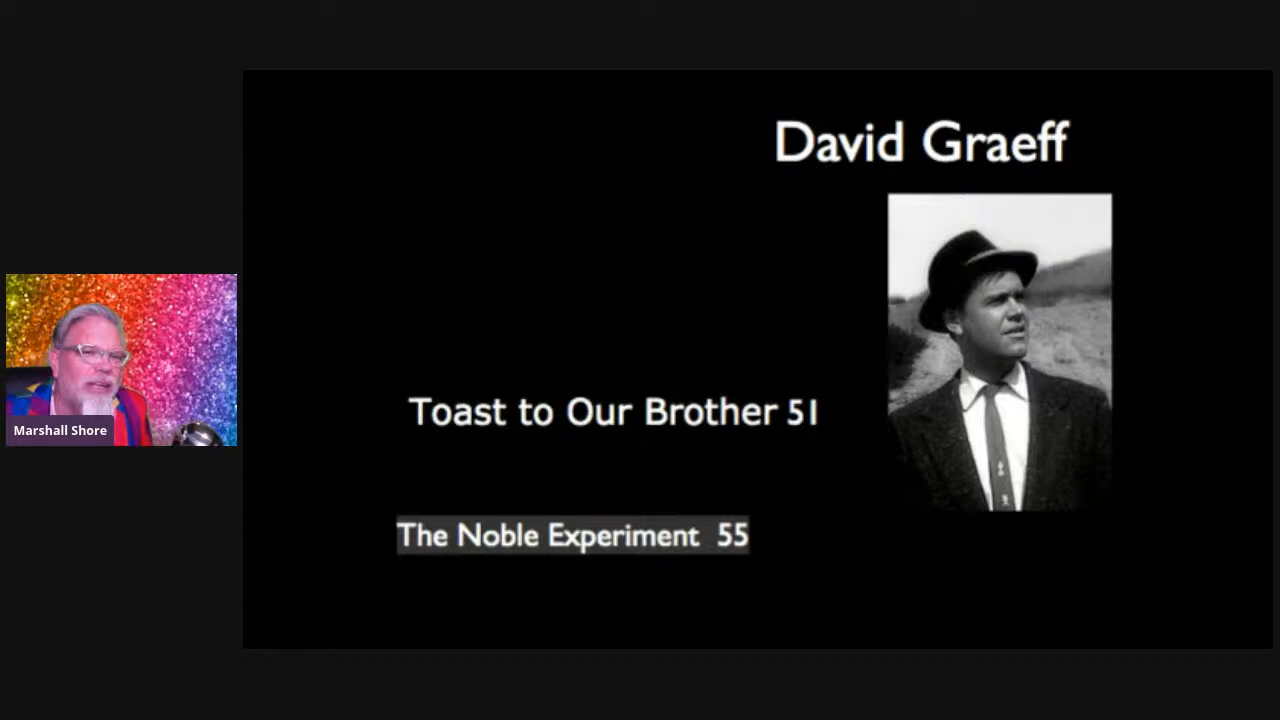 David Graeff
Toast to Our Brother 51
The Noble Experiment 55
Marshall Shore